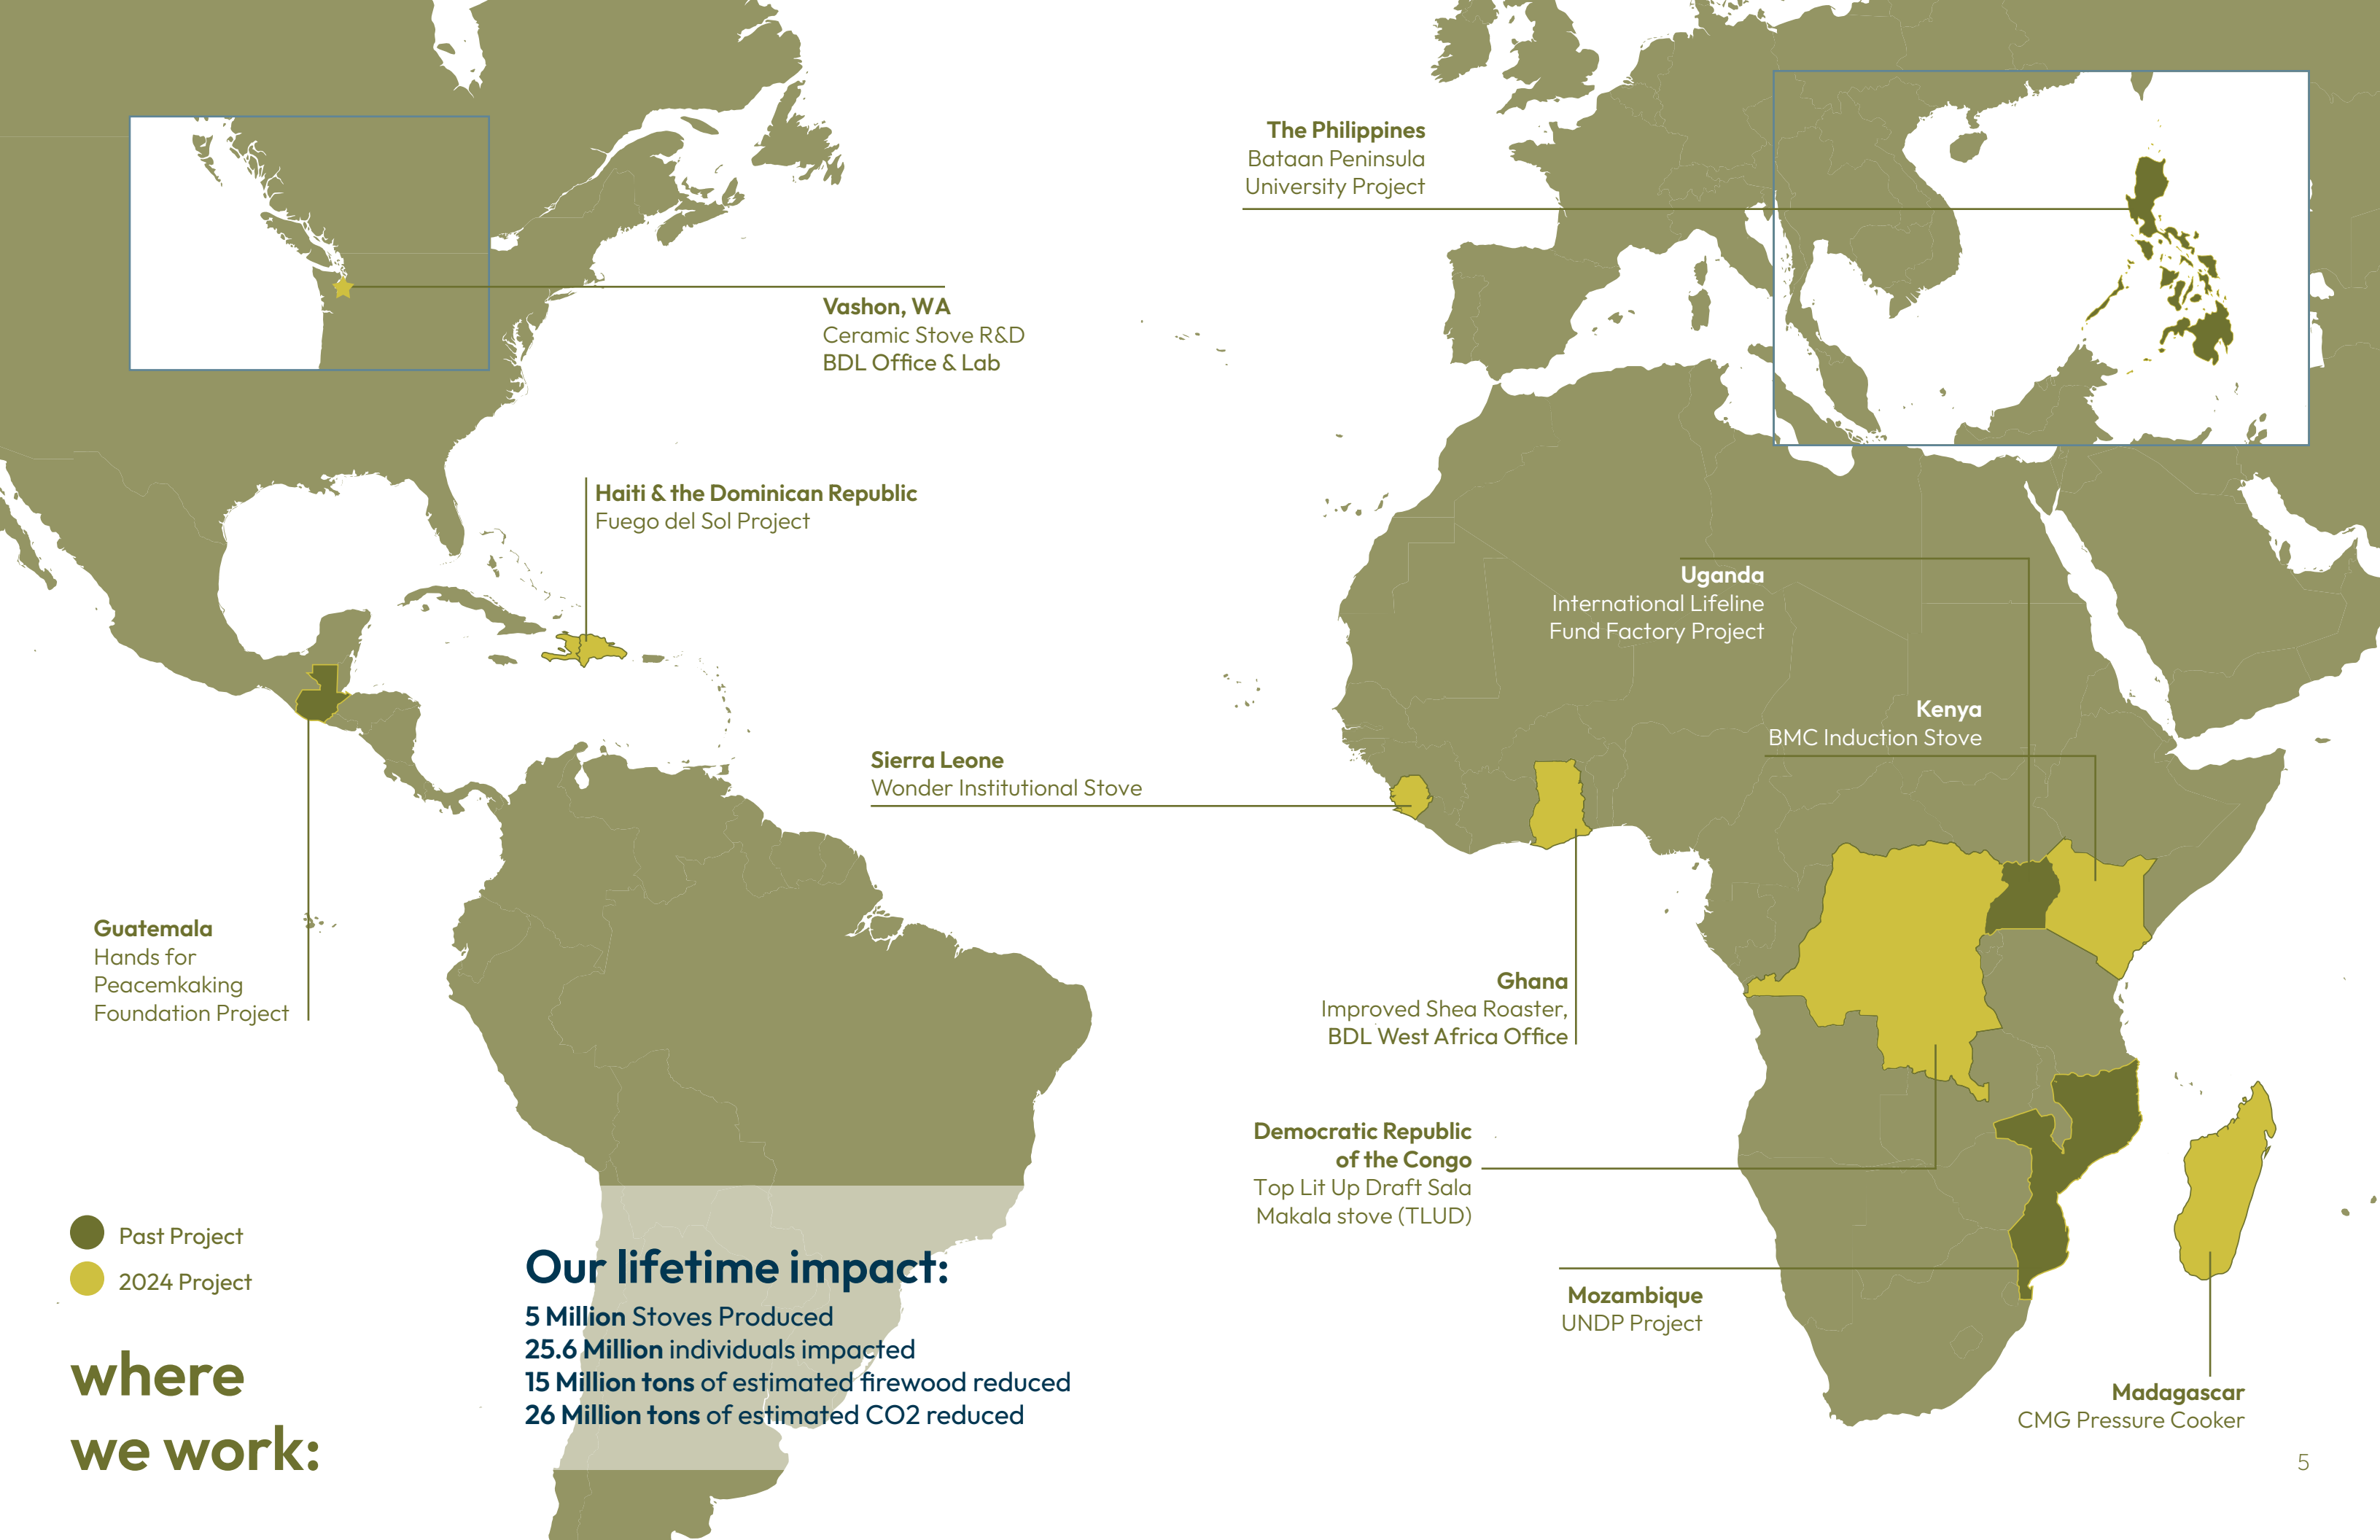 The Philippines
Bataan Peninsula
University Project
Vashon, WA
Ceramic Stove R&D
BDL Office & Lab
Haiti & the Dominican Republic
Fuego del Sol Project
Uganda
International Lifeline
Fund Factory Project
Kenya
BMC Induction Stove
Sierra Leone
Wonder Institutional Stove
Guatemala
Hands for
Peacemkaking
Foundation Project
Ghana
Improved Shea Roaster,
BDL West Africa Office
Democratic Republic
of the Congo
Top Lit Up Draft Sala
Makala stove (TLUD)
Mozambique
UNDP Project
Madagascar
CMG Pressure Cooker
Past Project
2024 Project
where
we work:
Our lifetime impact:
5 Million Stoves Produced
25.6 Million individuals impacted
15 Million tons of estimated firewood reduced
26 Million tons of estimated CO2 reduced
5